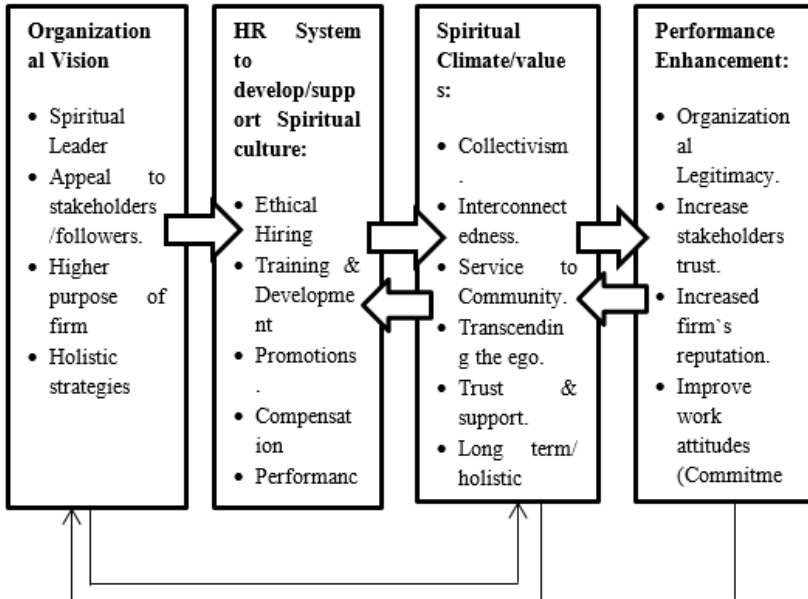 Organization
al Vision
• Spiritual
Leader
• Appeal to
stakeholders
/followers.
• Higher
purpose of
firm
• Holistic
strategies
HR System
to
develop/supp
ort Spiritual
culture:
• Ethical
Hiring
• Training &
Developme
nt
• Promotions
.
• Compensat
ion
• Performanc
Spiritual
Climate/value
s:
• Collectivism
.
• Interconnect
edness.
• Service to
Community.
• Transcendin
g the ego.
• Trust &
support.
• Long term/
holistic
Performance
Enhancement:
• Organization
al
Legitimacy.
• Increase
stakeholders
trust.
• Increased
firm`s
reputation.
• Improve
work
attitudes
(Commitme